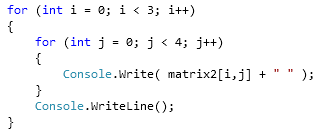 for (int i = 0; i < 3; i++)
{
    for (int j = 0; j < 4; j++)
    {
        Console.Write( matrix2[i,j] + " " );
    }
    Console.WriteLine();
}